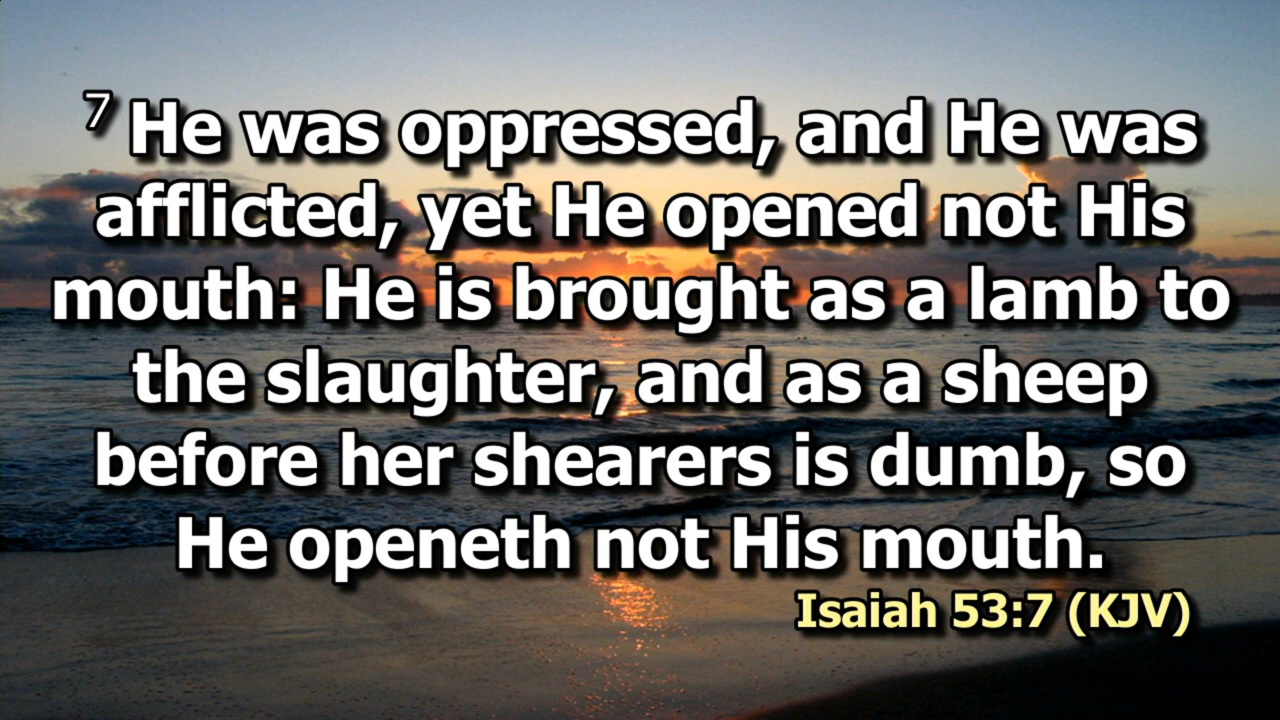 7 He was oppressed, and He was
afflicted, yet He opened not His
mouth: He is brought as a lamb to
the slaughter, and as a sheep
before her shearers is dumb, so
He openeth not His mouth.
Isaiah 53:7 (KJV)